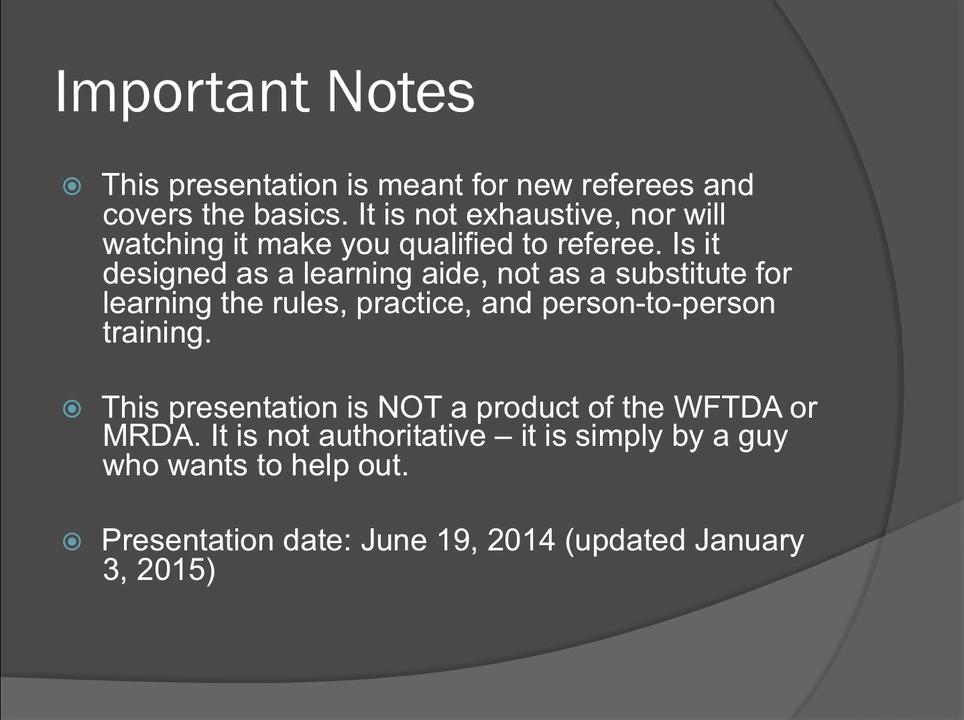 Important Notes
This presentation is meant for new referees and
covers the basics. It is not exhaustive, nor will
watching it make you qualified to referee. Is it
designed as a learning aide, not as a substitute for
learning the rules, practice, and person-to-person
training.
This presentation is NOT a product of the WFTDA or
MRDA. It is not authoritative – it is simply by a guy
who wants to help out.
Presentation date: June 19, 2014 (updated January
3, 2015)